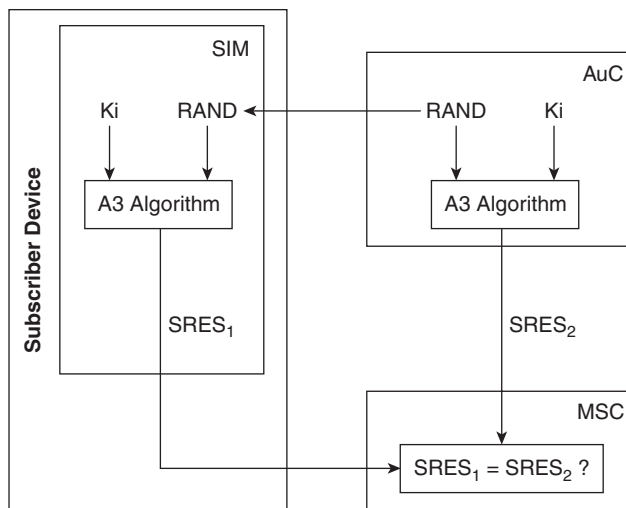 SIM
AuC
Ki
RAND
RAND
Ki
A3 Algorithm
A3 Algorithm
Subscriber Device
SRES₁
SRES₂
MSC
SRES₁ = SRES₂ ?